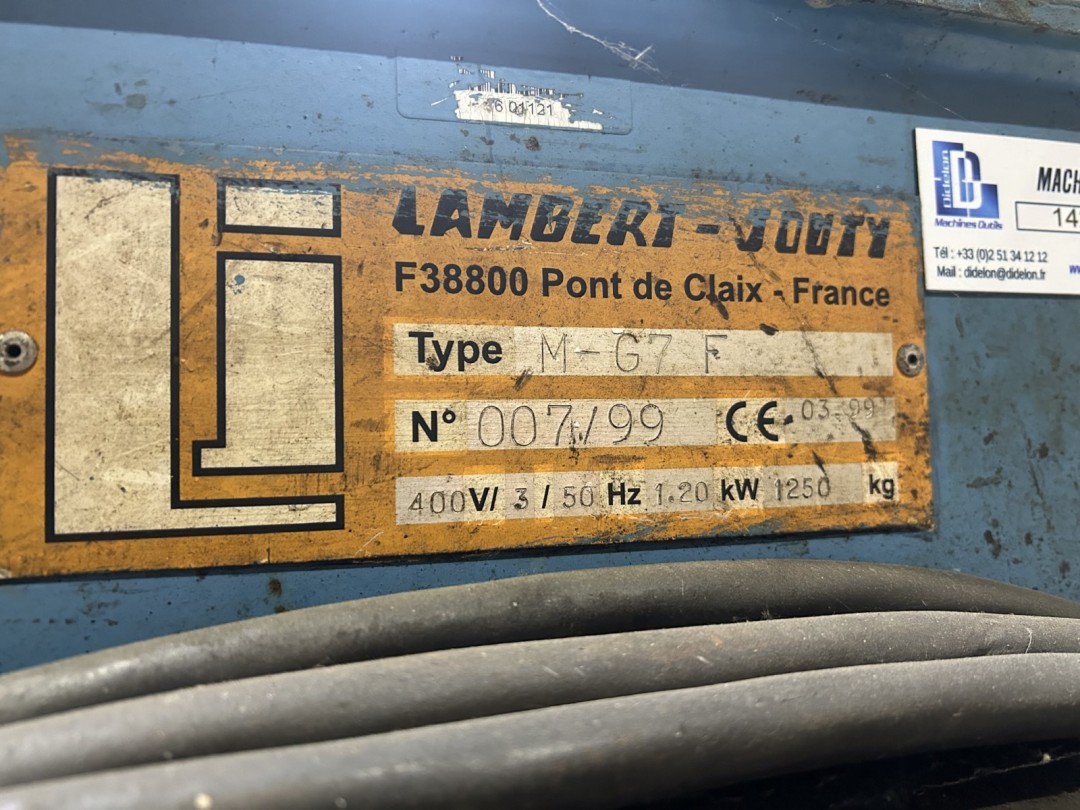 6 01121
LAMBERT - JOUTY
F38800 Pont de Claix - France
Type M-G7 F
N° 007/99 CE 03-99
400V/ 3 / 50 Hz 1.20 kW 1250 kg
Didelon
Machines Outils
MACH
14
Tél : +33 (0)2 51 34 12 12
Mail : didelon@didelon.fr